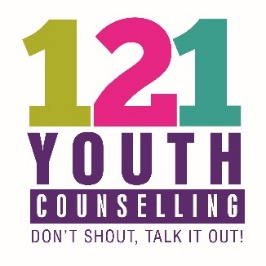 121
YOUTH
COUNSELLING
DON'T SHOUT, TALK IT OUT!